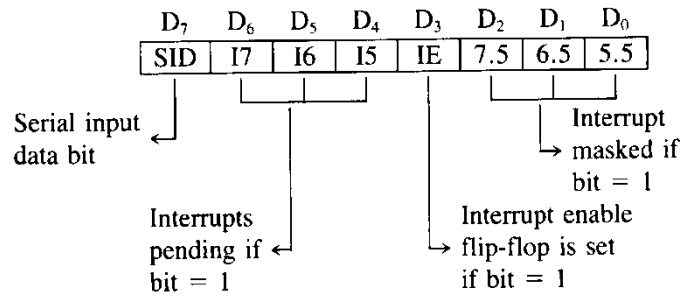 D₇ D₆ D₅ D₄ D₃ D₂ D₁ D₀
SID I7 I6 I5 IE 7.5 6.5 5.5
Serial input
data bit
Interrupt
masked if
bit = 1
Interrupts
pending if
bit = 1
Interrupt enable
flip-flop is set
if bit = 1